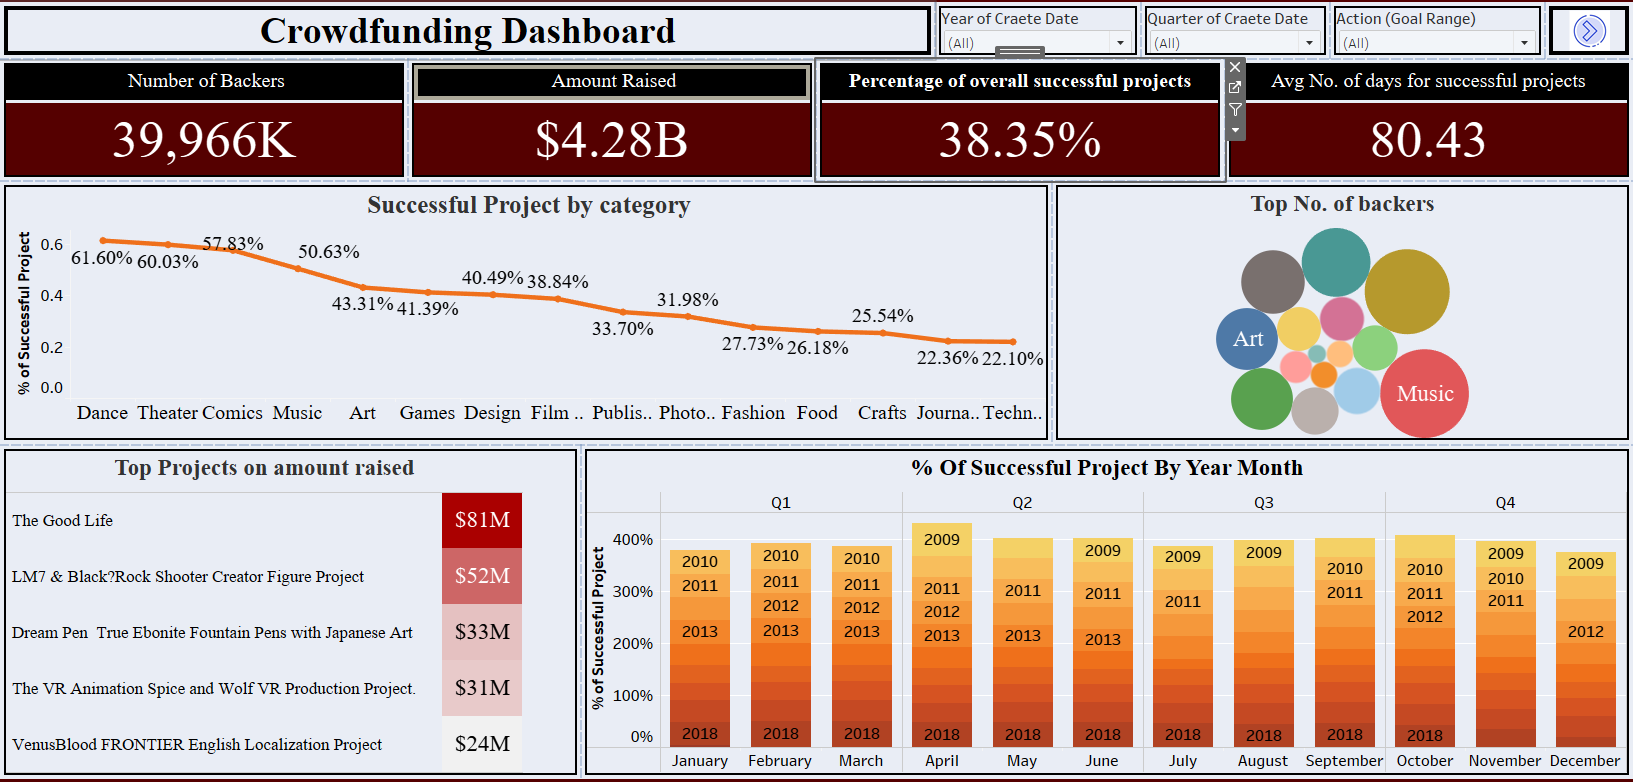 Crowdfunding Dashboard
Year of Craete Date
(All)
Quarter of Craete Date
(All)
Action (Goal Range)
(All)
Number of Backers
39,966K
Amount Raised
$4.28B
Percentage of overall successful projects
38.35%
Avg No. of days for successful projects
80.43
Successful Project by category
% of Successful Project
0.6
0.4
0.2
0.0
61.60% 60.03% 57.83% 50.63% 43.31% 41.39% 40.49% 38.84% 33.70% 31.98% 27.73% 26.18% 25.54% 22.36% 22.10%
Dance Theater Comics Music Art Games Design Film .. Publis.. Photo.. Fashion Food Crafts Journa.. Techn..
Top No. of backers
Art
Music
Top Projects on amount raised
The Good Life $81M
LM7 & Black?Rock Shooter Creator Figure Project $52M
Dream Pen  True Ebonite Fountain Pens with Japanese Art $33M
The VR Animation Spice and Wolf VR Production Project. $31M
VenusBlood FRONTIER English Localization Project $24M
% Of Successful Project By Year Month
Q1 Q2 Q3 Q4
% of Successful Project
400%
300%
200%
100%
0%
2010 2011 2013 2018
2010 2011 2012 2013 2018
2010 2011 2012 2013 2018
2009 2011 2012 2013 2018
2011 2013 2018
2009 2011 2013 2018
2009 2011 2018
2009 2018
2010 2011 2018
2010 2011 2012 2018
2009 2010 2011
2009 2012
January February March April May June July August September October November December